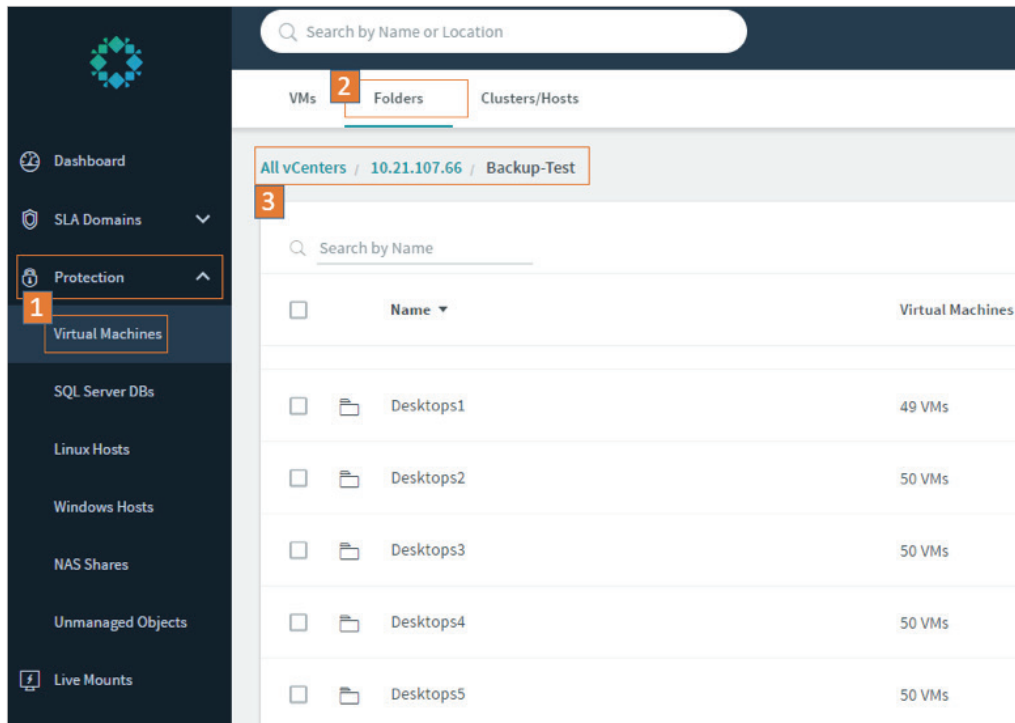 Search by Name or Location
VMs 2 Folders Clusters/Hosts
Dashboard
SLA Domains
Protection
1
Virtual Machines
SQL Server DBs
Linux Hosts
Windows Hosts
NAS Shares
Unmanaged Objects
Live Mounts
All vCenters / 10.21.107.66 / Backup-Test
3
Search by Name
Name Virtual Machines
Desktops1 49 VMs
Desktops2 50 VMs
Desktops3 50 VMs
Desktops4 50 VMs
Desktops5 50 VMs